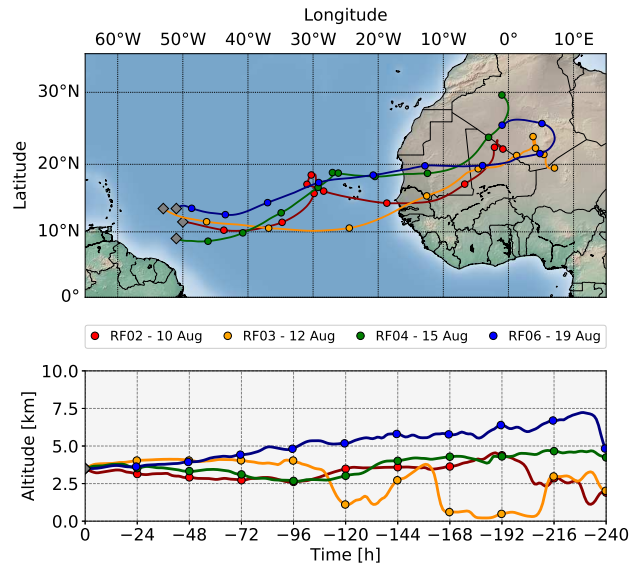 Longitude
60°W 50°W 40°W 30°W 20°W 10°W 0° 10°E
Latitude
30°N
20°N
10°N
0°
RF02 - 10 Aug RF03 - 12 Aug RF04 - 15 Aug RF06 - 19 Aug
Altitude [km]
10.0
7.5
5.0
2.5
0.0
0 −24 −48 −72 −96 −120 −144 −168 −192 −216 −240
Time [h]